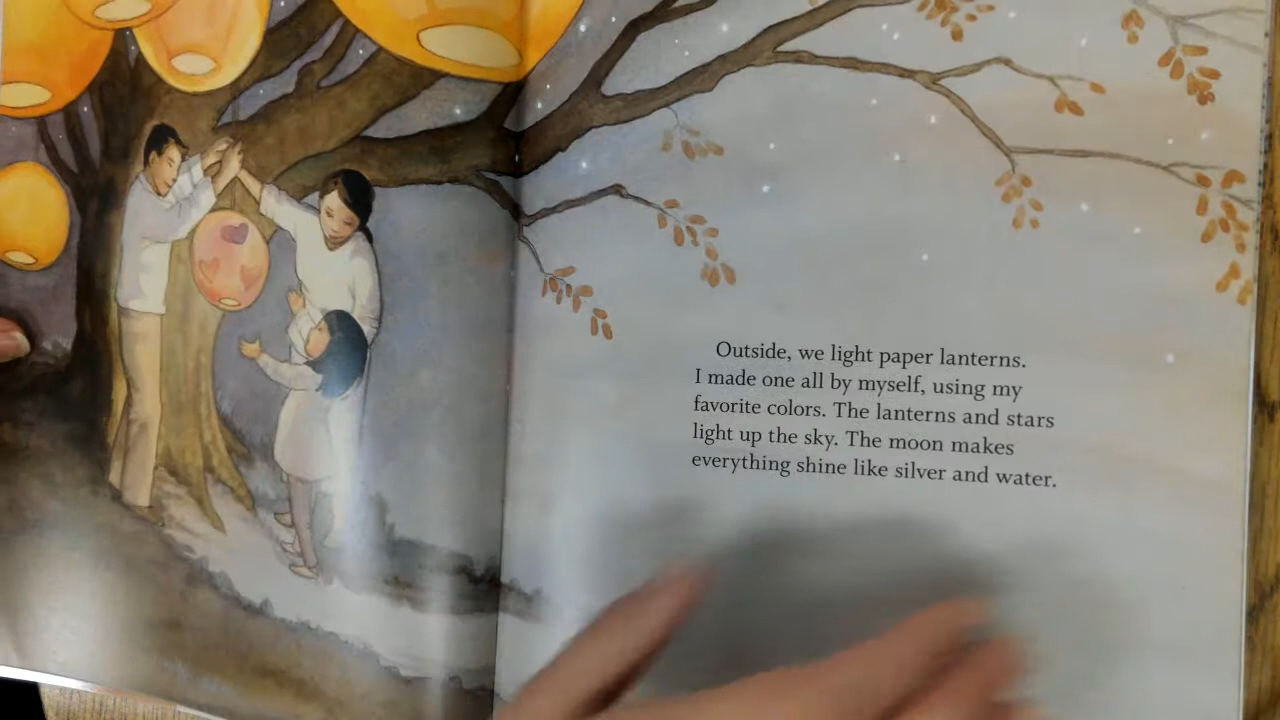 Outside, we light paper lanterns.
I made one all by myself, using my
favorite colors. The lanterns and stars
light up the sky. The moon makes
everything shine like silver and water.